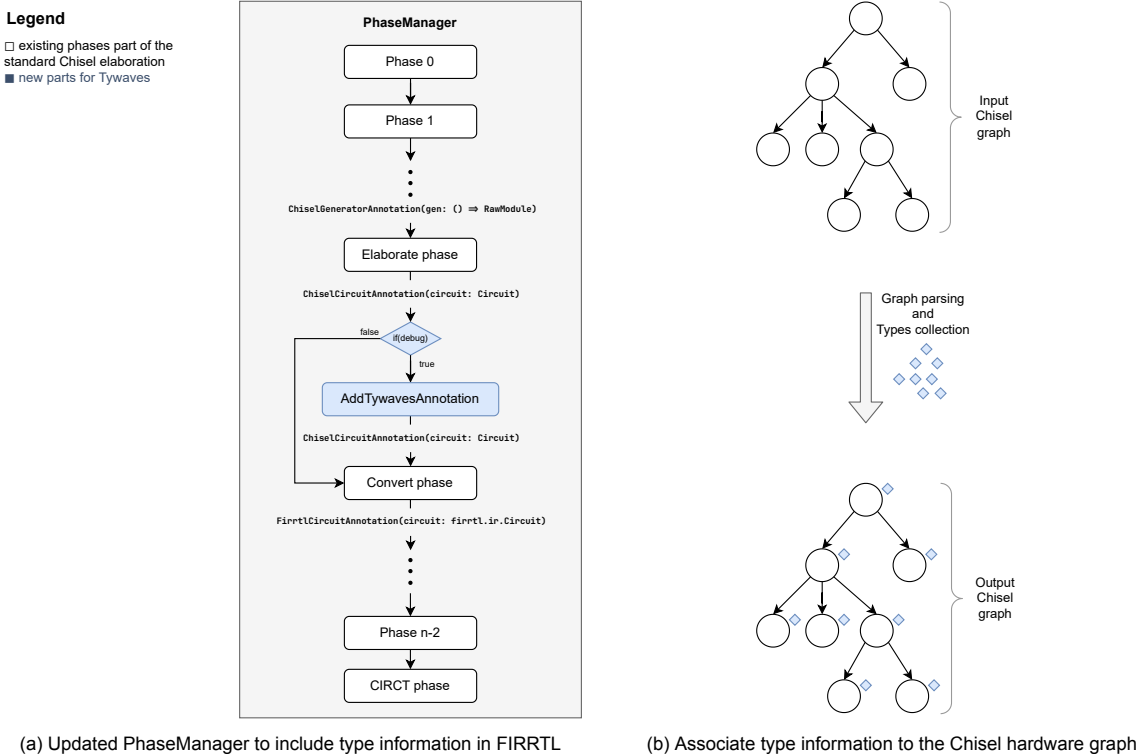 Legend
□ existing phases part of the
standard Chisel elaboration
■ new parts for Tywaves
PhaseManager
Phase 0
Phase 1
ChiselGeneratorAnnotation(gen: () ⇒ RawModule)
Elaborate phase
ChiselCircuitAnnotation(circuit: Circuit)
false
if(debug)
true
AddTywavesAnnotation
ChiselCircuitAnnotation(circuit: Circuit)
Convert phase
FirrtlCircuitAnnotation(circuit: firrtl.ir.Circuit)
Phase n-2
CIRCT phase
(a) Updated PhaseManager to include type information in FIRRTL
Input
Chisel
graph
Graph parsing
and
Types collection
Output
Chisel
graph
(b) Associate type information to the Chisel hardware graph